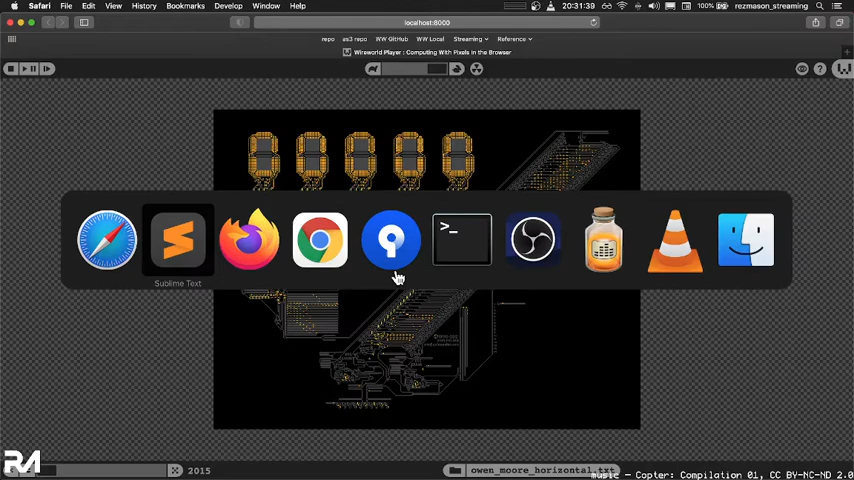 Safari File Edit View History Bookmarks Develop Window Help
100% 20:31:39 rezmason_streaming
localhost:8000
repo as3 repo WW GitHub WW Local Streaming Reference
Wireworld Player : Computing With Pixels in the Browser
Sublime Text
2015
owen_moore_horizontal.txt
music - Copter: Compilation 01, CC BY-NC-ND 2.0